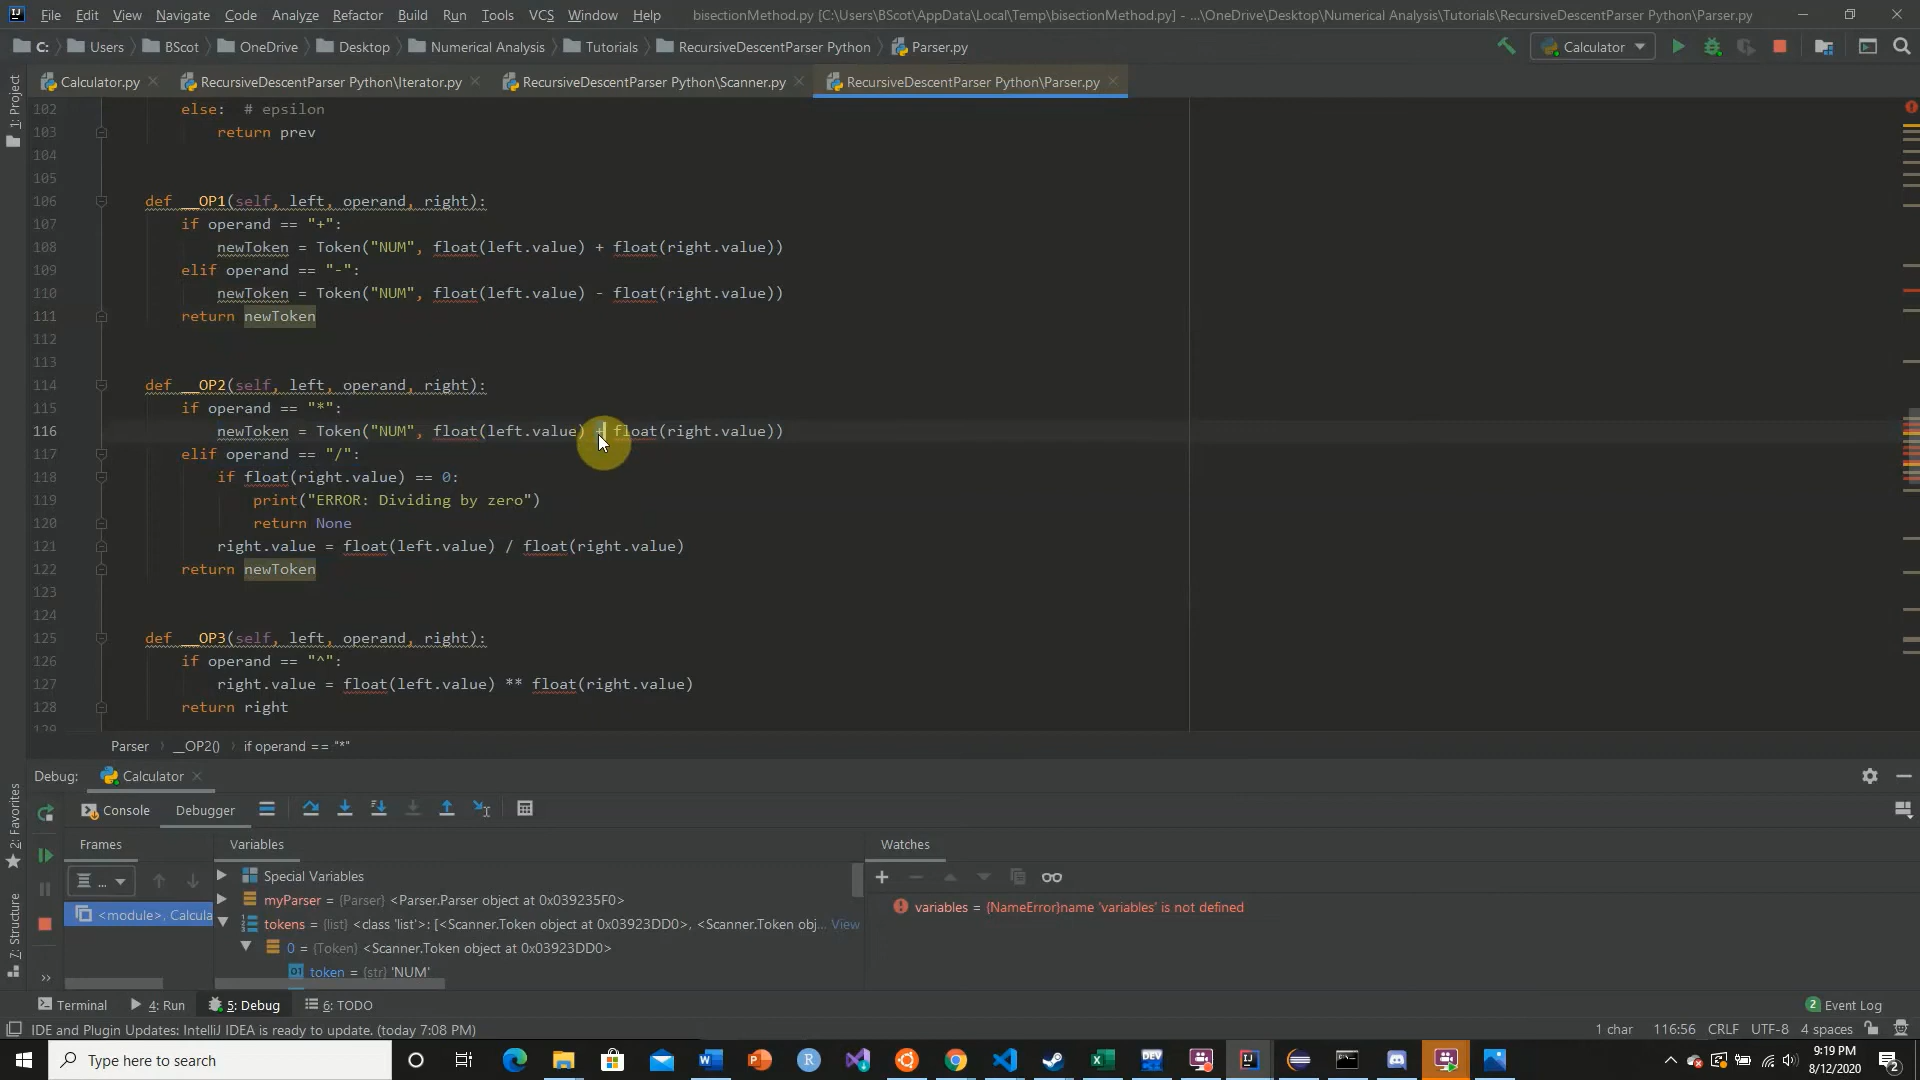 File Edit View Navigate Code Analyze Refactor Build Run Tools VCS Window Help bisectionMethod.py [C:\Users\BScot\AppData\Local\Temp\bisectionMethod.py] - ...\OneDrive\Desktop\Numerical Analysis\Tutorials\RecursiveDescentParser Python\Parser.py
C: Users BScot OneDrive Desktop Numerical Analysis Tutorials RecursiveDescentParser Python Parser.py Calculator
1: Project
Calculator.py RecursiveDescentParser Python\Iterator.py RecursiveDescentParser Python\Scanner.py RecursiveDescentParser Python\Parser.py
102 else: # epsilon
103 return prev
104
105
106 def __OP1(self, left, operand, right):
107 if operand == "+":
108 newToken = Token("NUM", float(left.value) + float(right.value))
109 elif operand == "-":
110 newToken = Token("NUM", float(left.value) - float(right.value))
111 return newToken
112
113
114 def __OP2(self, left, operand, right):
115 if operand == "*":
116 newToken = Token("NUM", float(left.value) + float(right.value))
117 elif operand == "/":
118 if float(right.value) == 0:
119 print("ERROR: Dividing by zero")
120 return None
121 right.value = float(left.value) / float(right.value)
122 return newToken
123
124
125 def __OP3(self, left, operand, right):
126 if operand == "^":
127 right.value = float(left.value) ** float(right.value)
128 return right
129
Parser __OP2() if operand == "*"
Debug: Calculator
2: Favorites
7: Structure
Console Debugger
Frames Variables Watches
... Special Variables
myParser = {Parser} <Parser.Parser object at 0x039235F0>
<module>, Calcula variables = {NameError}name 'variables' is not defined
tokens = {list} <class 'list'>: [<Scanner.Token object at 0x03923DD0>, <Scanner.Token obj... View
0 = {Token} <Scanner.Token object at 0x03923DD0>
token = {str} 'NUM'
Terminal 4: Run 5: Debug 6: TODO 2 Event Log
IDE and Plugin Updates: IntelliJ IDEA is ready to update. (today 7:08 PM) 1 char 116:56 CRLF UTF-8 4 spaces
Type here to search
9:19 PM
8/12/2020
2